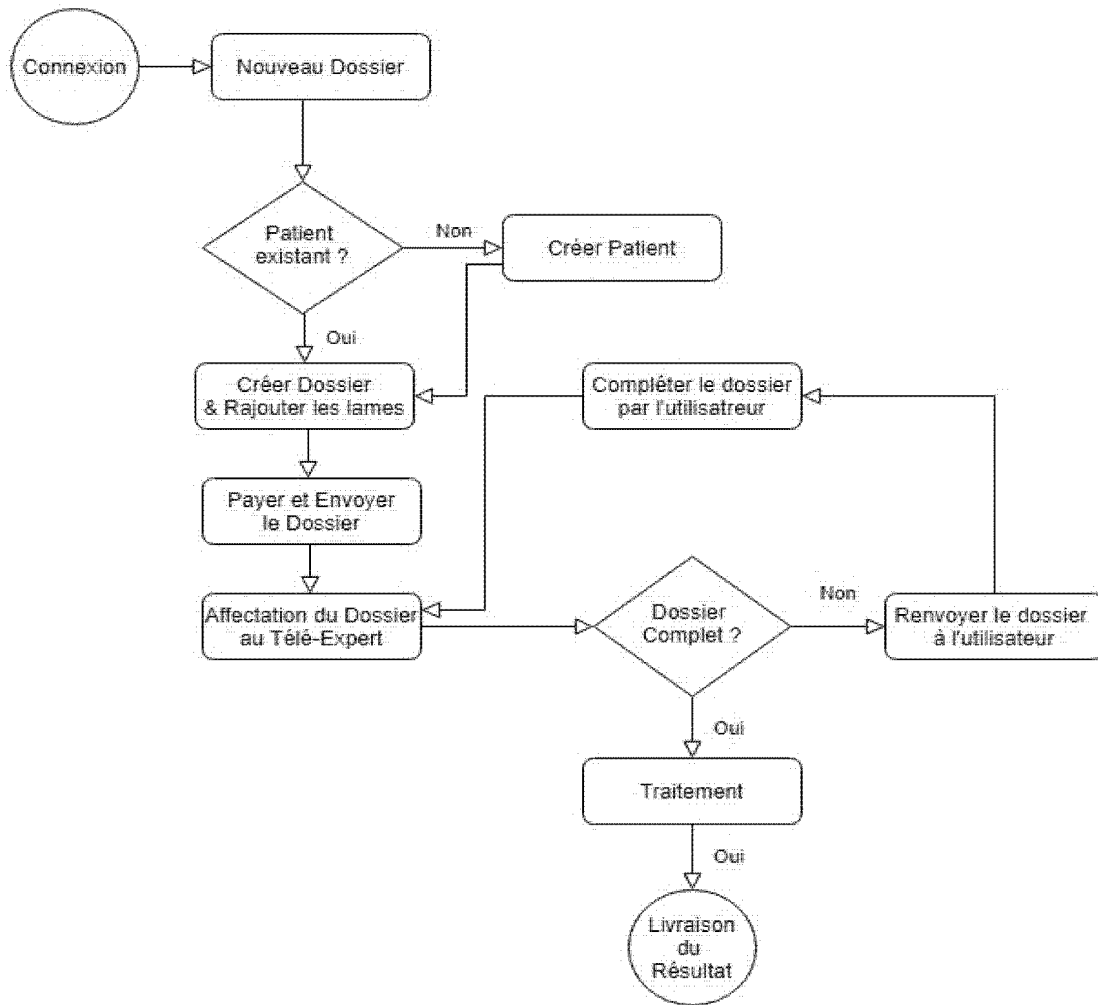 Connexion
Nouveau Dossier
Patient
existant ?
Non
Créer Patient
Oui
Créer Dossier
& Rajouter les lames
Compléter le dossier
par l'utilisatreur
Payer et Envoyer
le Dossier
Affectation du Dossier
au Télé-Expert
Dossier
Complet ?
Non
Renvoyer le dossier
à l'utilisateur
Oui
Traitement
Oui
Livraison
du
Résultat